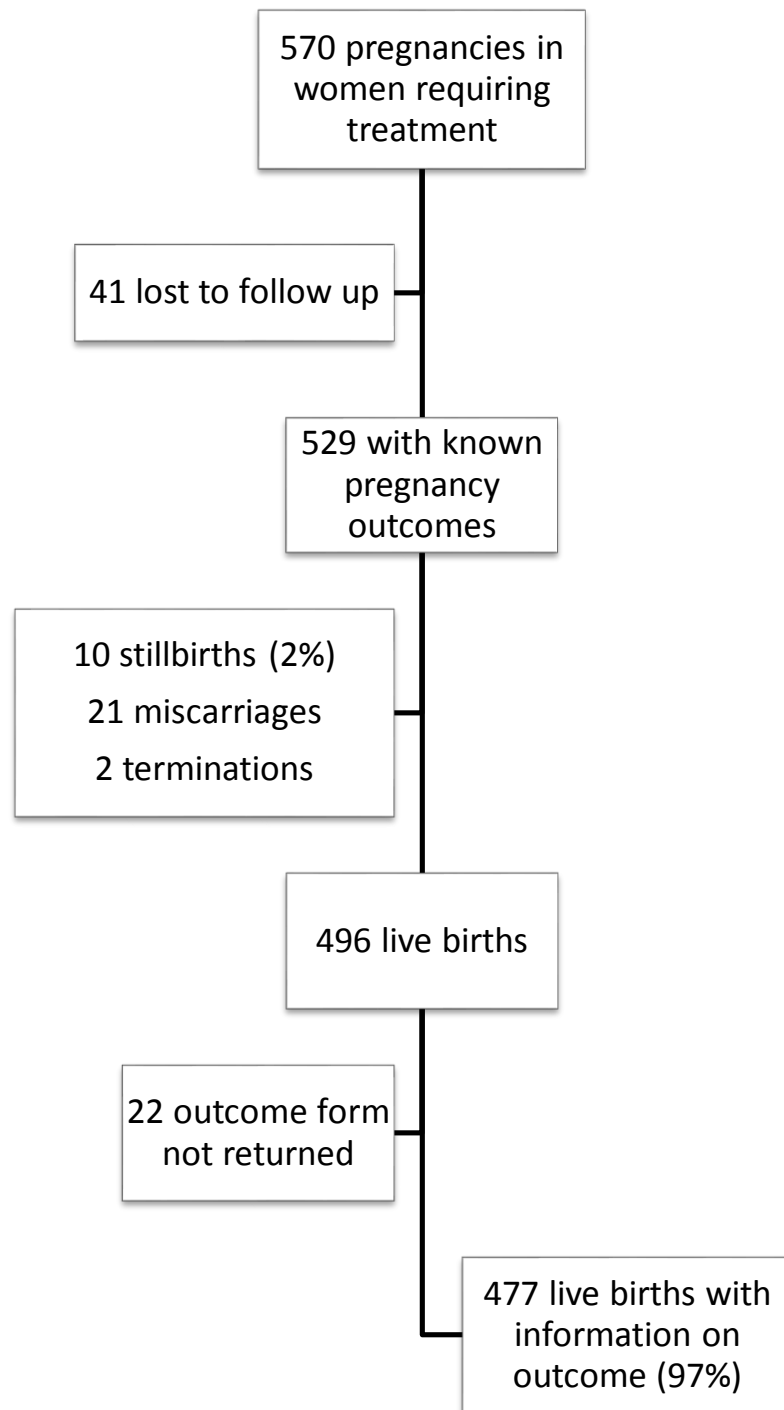 570 pregnancies in
women requiring
treatment
41 lost to follow up
529 with known
pregnancy
outcomes
10 stillbirths (2%)
21 miscarriages
2 terminations
496 live births
22 outcome form
not returned
477 live births with
information on
outcome (97%)